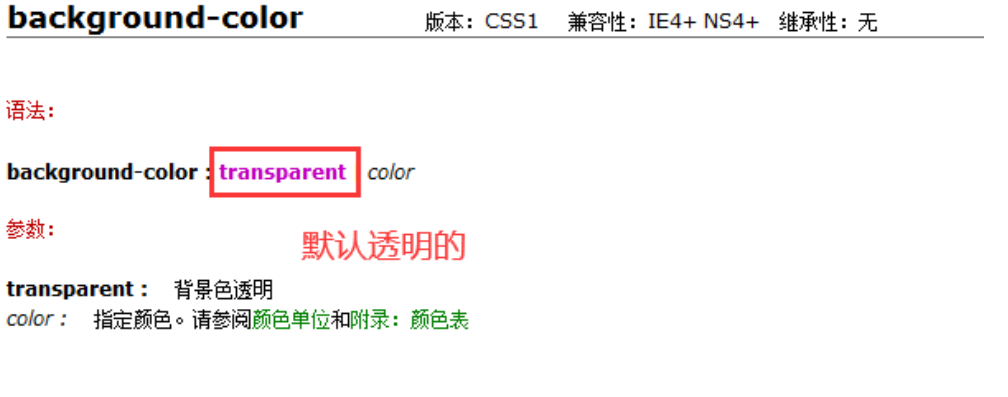 background-color 版本：CSS1 兼容性：IE4+ NS4+ 继承性：无
语法：
background-color : transparent color
参数：
默认透明的
transparent : 背景色透明
color : 指定颜色。请参阅颜色单位和附录：颜色表